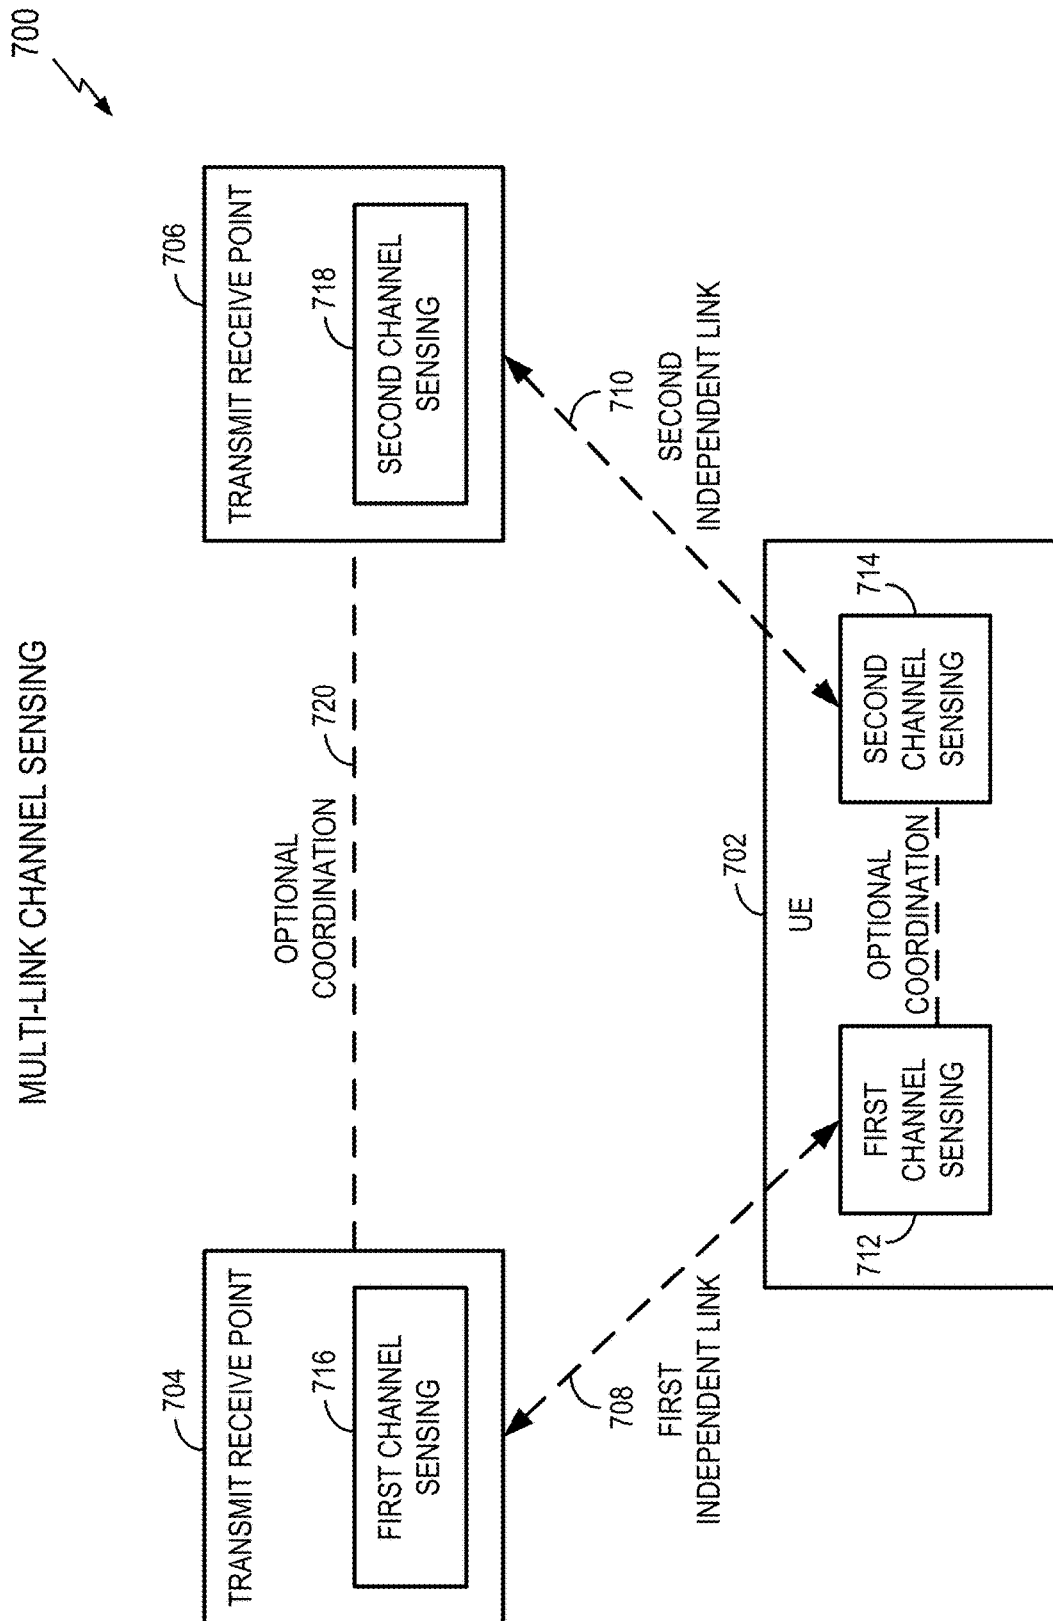 MULTI-LINK CHANNEL SENSING
700
704
TRANSMIT RECEIVE POINT
716
FIRST CHANNEL
SENSING
OPTIONAL
COORDINATION
720
706
TRANSMIT RECEIVE POINT
718
SECOND CHANNEL
SENSING
708
FIRST
INDEPENDENT LINK
710
SECOND
INDEPENDENT LINK
702
UE
712
FIRST
CHANNEL
SENSING
OPTIONAL
COORDINATION
714
SECOND
CHANNEL
SENSING